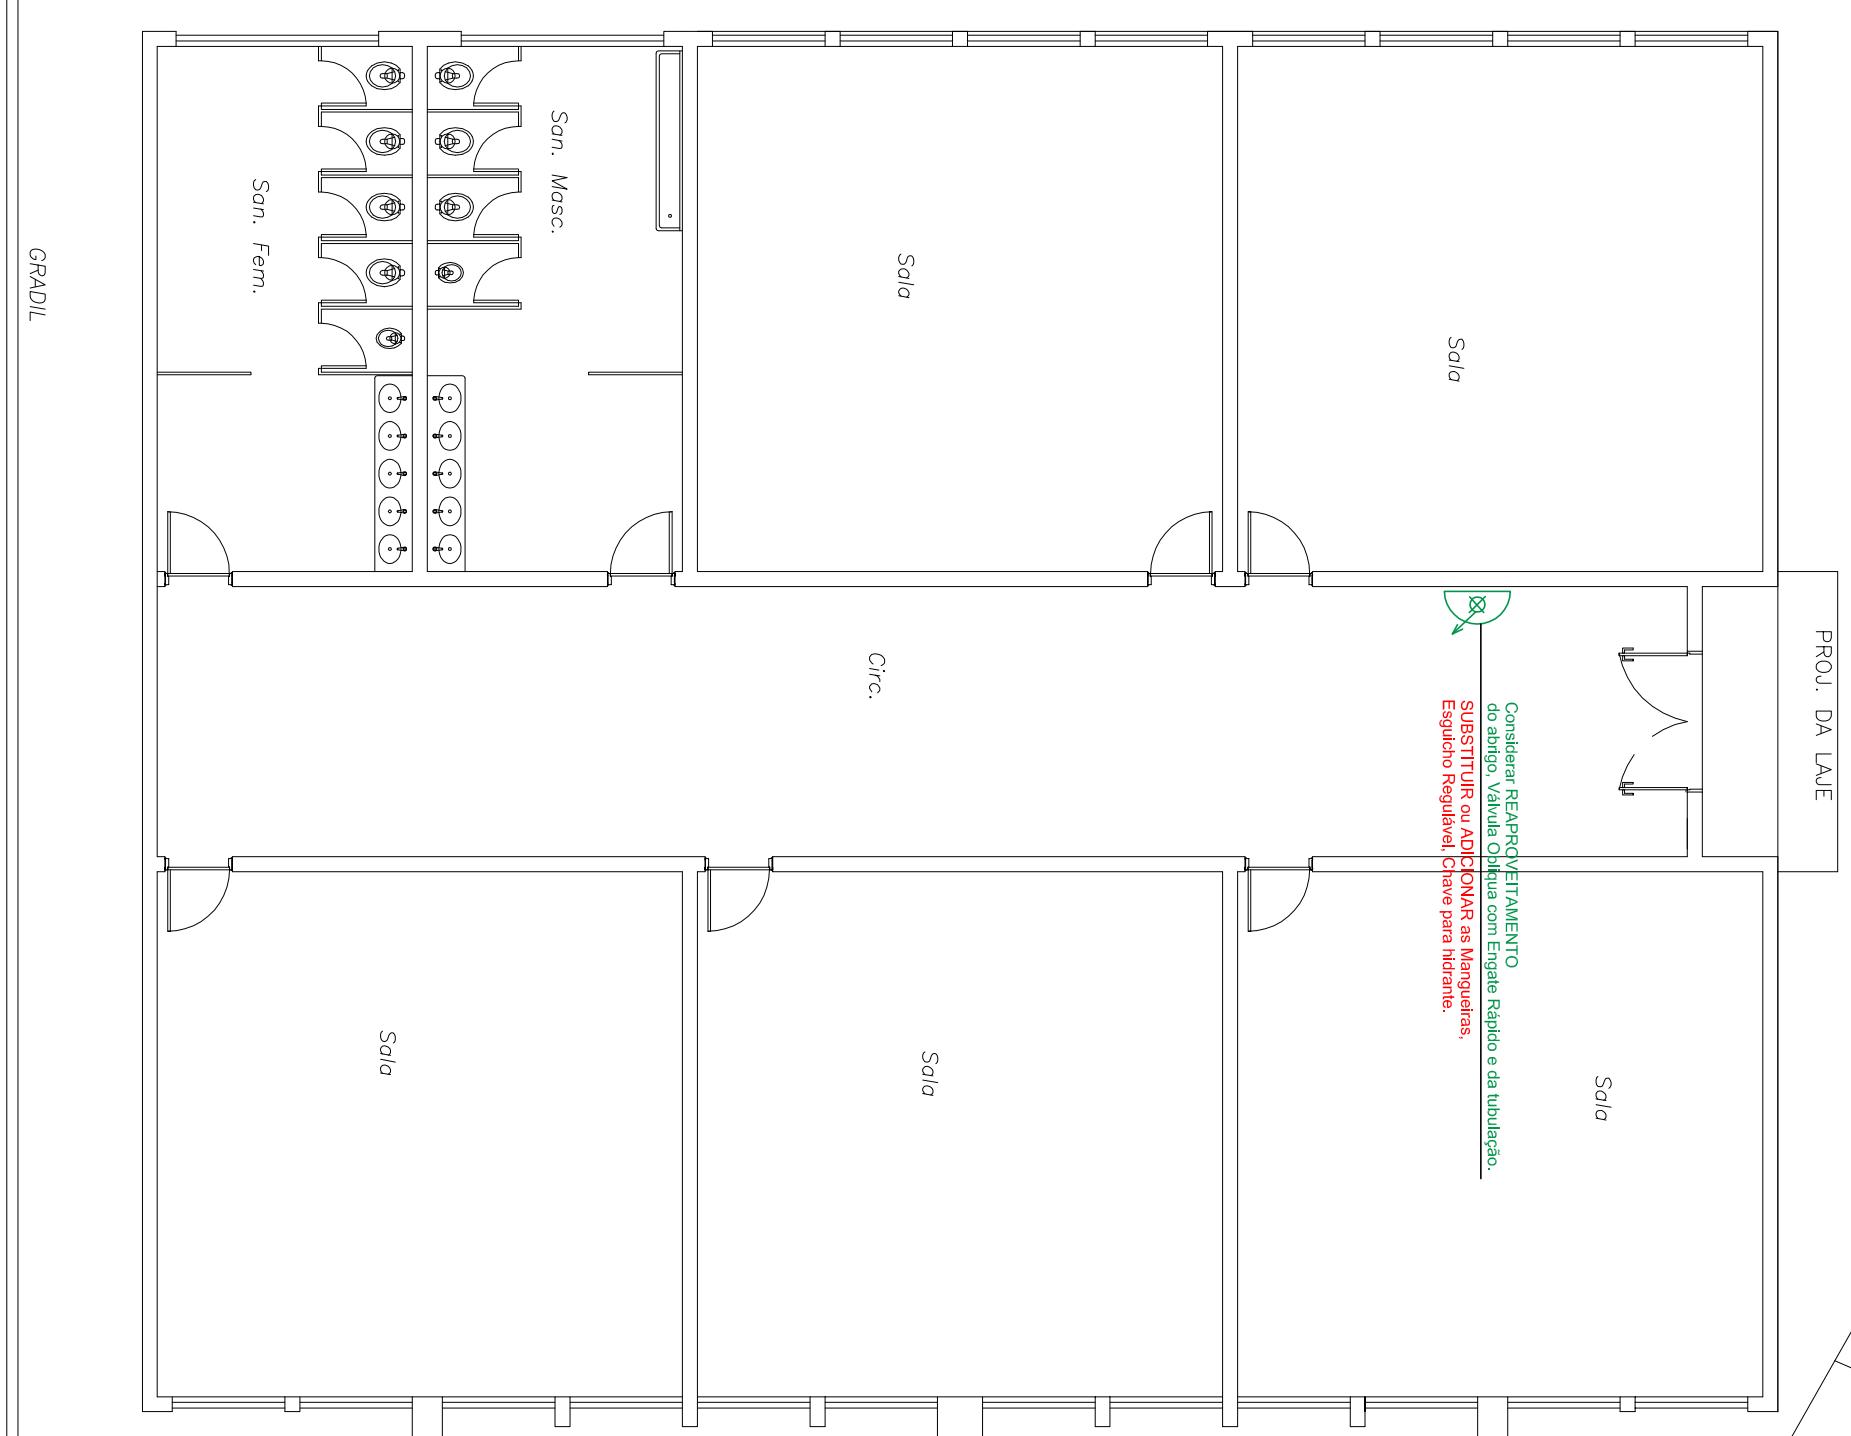 GRADIL
San. Fem.
San. Masc.
Sala
Sala
Circ.
PROJ. DA LAJE
Considerar REAPROVEITAMENTO
do abrigo, Válvula Oblíqua com Engate Rápido e da tubulação.
SUBSTITUIR ou ADICIONAR as Mangueiras,
Esguicho Regulável, Chave para hidrante.
Sala
Sala
Sala